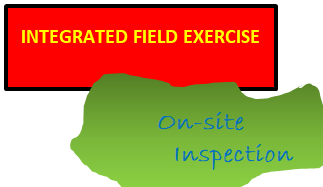 INTEGRATED FIELD EXERCISE
On-site
Inspection